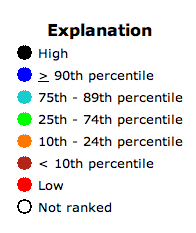 Explanation
High
> 90th percentile
75th - 89th percentile
25th - 74th percentile
10th - 24th percentile
< 10th percentile
Low
Not ranked